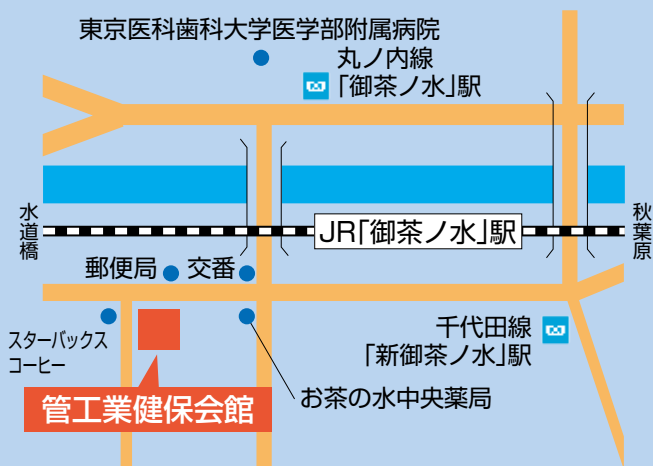 東京医科歯科大学医学部附属病院
丸ノ内線
「御茶ノ水」駅
水道橋
JR「御茶ノ水」駅
秋葉原
郵便局
交番
スターバックス
コーヒー
千代田線
「新御茶ノ水」駅
お茶の水中央薬局
管工業健保会館